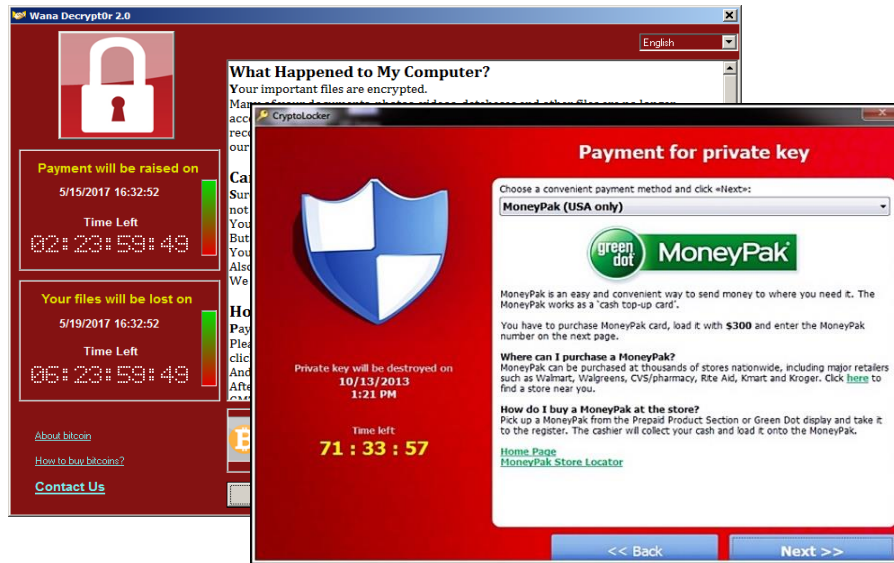 Wana Decrypt0r 2.0
English
What Happened to My Computer?
Your important files are encrypted.
Payment will be raised on
5/15/2017 16:32:52
Time Left
02:23:59:49
Your files will be lost on
5/19/2017 16:32:52
Time Left
06:23:59:49
About bitcoin
How to buy bitcoins?
Contact Us
CryptoLocker
Payment for private key
Choose a convenient payment method and click «Next»:
MoneyPak (USA only)
green dot MoneyPak
MoneyPak is an easy and convenient way to send money to where you need it. The
MoneyPak works as a 'cash top-up card'.
You have to purchase MoneyPak card, load it with $300 and enter the MoneyPak
number on the next page.
Where can I purchase a MoneyPak?
MoneyPak can be purchased at thousands of stores nationwide, including major retailers
such as Walmart, Walgreens, CVS/pharmacy, Rite Aid, Kmart and Kroger. Click here to
find a store near you.
How do I buy a MoneyPak at the store?
Pick up a MoneyPak from the Prepaid Product Section or Green Dot display and take it
to the register. The cashier will collect your cash and load it onto the MoneyPak.
Home Page
MoneyPak Store Locator
Private key will be destroyed on
10/13/2013
1:21 PM
Time left
71 : 33 : 57
<< Back
Next >>